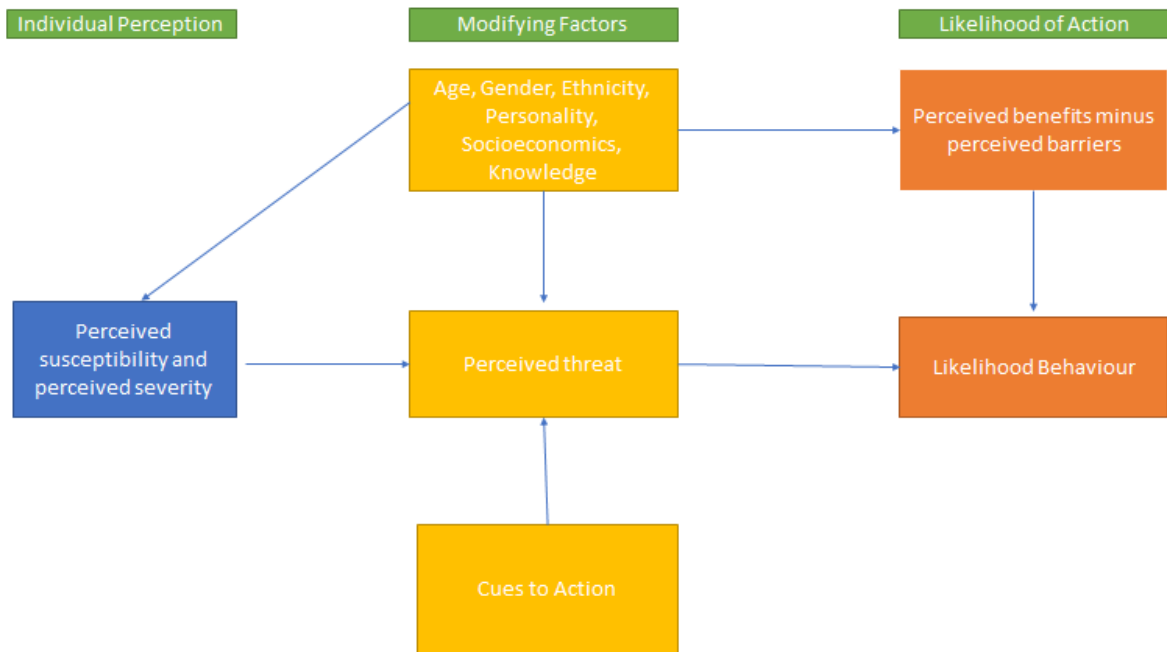 Individual Perception
Modifying Factors
Likelihood of Action
Age, Gender, Ethnicity,
Personality,
Socioeconomics,
Knowledge
Perceived benefits minus
perceived barriers
Perceived
susceptibility and
perceived severity
Perceived threat
Likelihood Behaviour
Cues to Action